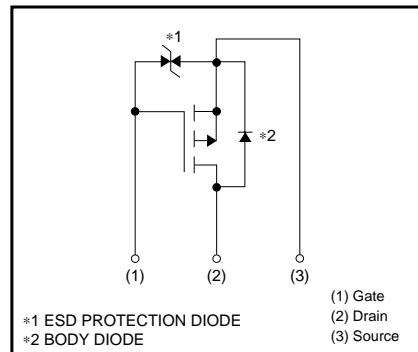 ∗1
∗2
(1) (2) (3)
∗1 ESD PROTECTION DIODE
∗2 BODY DIODE
(1) Gate
(2) Drain
(3) Source